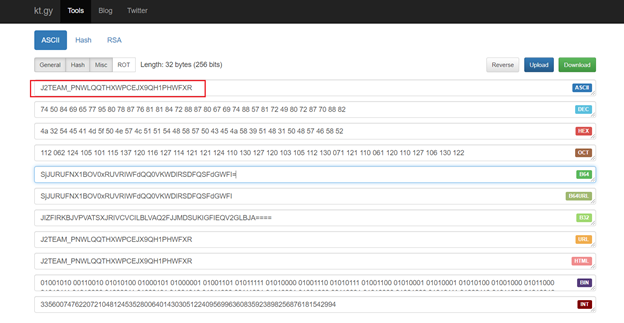 kt.gy Tools Blog Twitter
ASCII Hash RSA
General Hash Misc ROT Length: 32 bytes (256 bits) Reverse Upload Download
J2TEAM_PNWLQQTHXWPCEJX9QH1PHWFXR ASCII
74 50 84 69 65 77 95 80 78 87 76 81 81 84 72 88 87 80 67 69 74 88 57 81 72 49 80 72 87 70 88 82 DEC
4a 32 54 45 41 4d 5f 50 4e 57 4c 51 51 54 48 58 57 50 43 45 4a 58 39 51 48 31 50 48 57 46 58 52 HEX
112 062 124 105 101 115 137 120 116 127 114 121 121 124 110 130 127 120 103 105 112 130 071 121 110 061 120 110 127 106 130 122 OCT
SjJURUFNX1BOV0xRUVRIWFdQQ0VKWDlRSDFQSFdGWFI= B64
SjJURUFNX1BOV0xRUVRIWFdQQ0VKWDlRSDFQSFdGWFI B64URL
JIZFIRKBJVPVATSXJRIVCVCILBLVAQ2FJJMDSUKIGFIEQV2GLBJA==== B32
J2TEAM_PNWLQQTHXWPCEJX9QH1PHWFXR URL
J2TEAM_PNWLQQTHXWPCEJX9QH1PHWFXR HTML
01001010 00110010 01010100 01000101 01000001 01001101 01011111 01010000 01001110 01010111 01001100 01010001 01010001 01010100 01001000 01011000 BIN
33560074762207210481245352800640143030512240956996360835923898256876181542994 INT